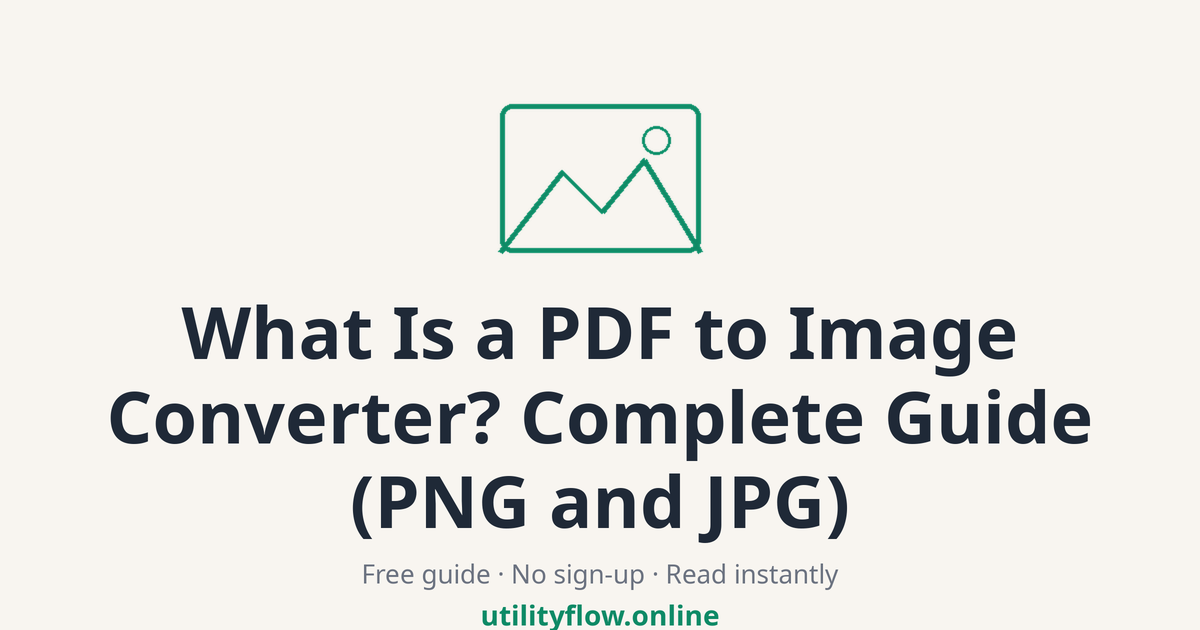 What Is a PDF to Image
Converter? Complete Guide
(PNG and JPG)
Free guide · No sign-up · Read instantly
utilityflow.online